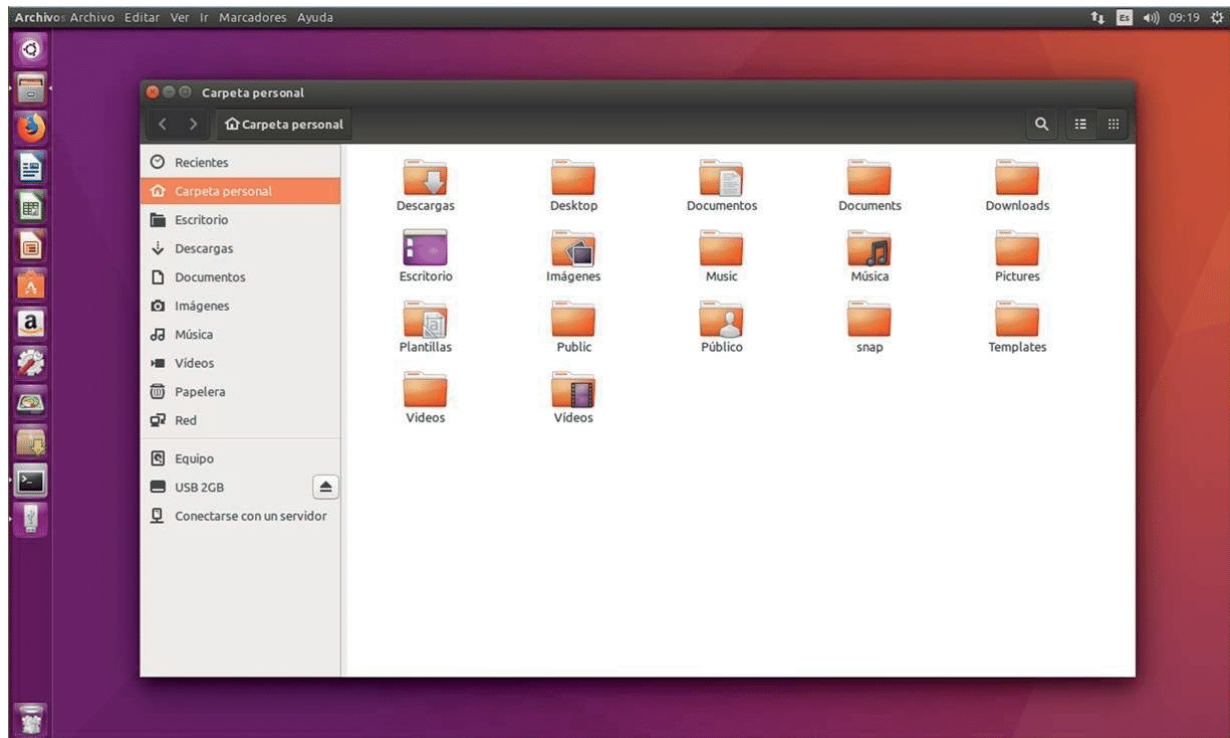 Archivos Archivo Editar Ver Ir Marcadores Ayuda
Es 09:19
Carpeta personal
Carpeta personal
Recientes
Carpeta personal
Escritorio
Descargas
Documentos
Imágenes
Música
Vídeos
Papelera
Red
Equipo
USB 2GB
Conectarse con un servidor
Descargas Desktop Documentos Documents Downloads
Escritorio Imágenes Music Música Pictures
Plantillas Public Público snap Templates
Videos Vídeos
a